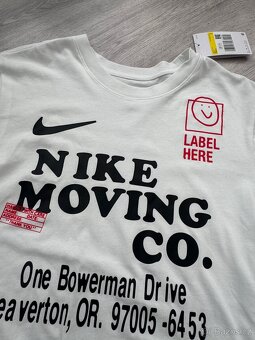 LABEL
HERE
NIKE
MOVING
CO.
One Bowerman Drive
eaverton, OR. 97005-6453